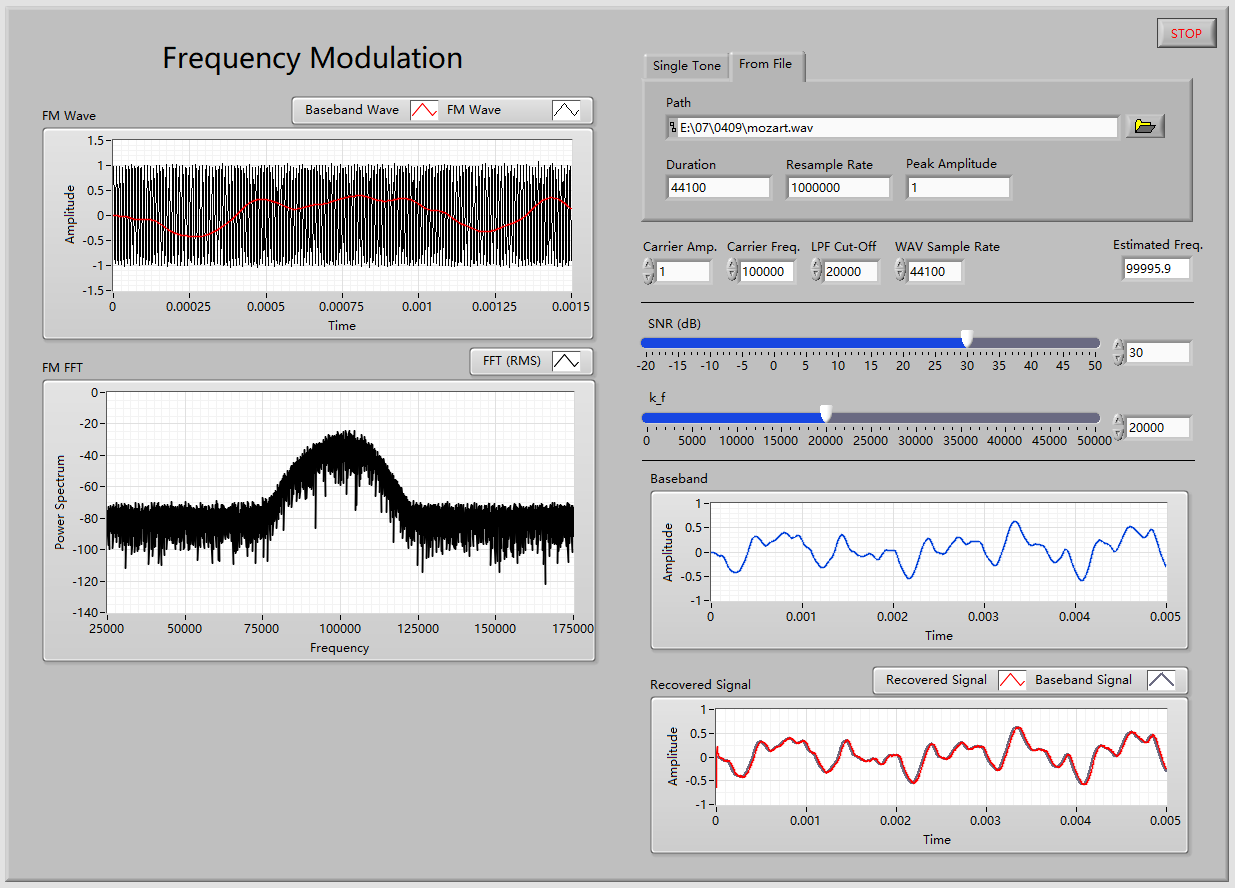 Frequency Modulation
STOP
Single Tone
From File
Path
E:\07\0409\mozart.wav
Duration
Resample Rate
Peak Amplitude
44100
1000000
1
Carrier Amp.
Carrier Freq.
LPF Cut-Off
WAV Sample Rate
Estimated Freq.
1
100000
20000
44100
99995.9
SNR (dB)
-20 -15 -10 -5 0 5 10 15 20 25 30 35 40 45 50
30
k_f
0 5000 10000 15000 20000 25000 30000 35000 40000 45000 50000
20000
FM Wave
Baseband Wave
FM Wave
Amplitude
1.5
1
0.5
0
-0.5
-1
-1.5
0 0.00025 0.0005 0.00075 0.001 0.00125 0.0015
Time
FM FFT
FFT (RMS)
Power Spectrum
0
-20
-40
-60
-80
-100
-120
-140
25000 50000 75000 100000 125000 150000 175000
Frequency
Baseband
Amplitude
1
0.5
0
-0.5
-1
0 0.001 0.002 0.003 0.004 0.005
Time
Recovered Signal
Recovered Signal
Baseband Signal
Amplitude
1
0.5
0
-0.5
-1
0 0.001 0.002 0.003 0.004 0.005
Time